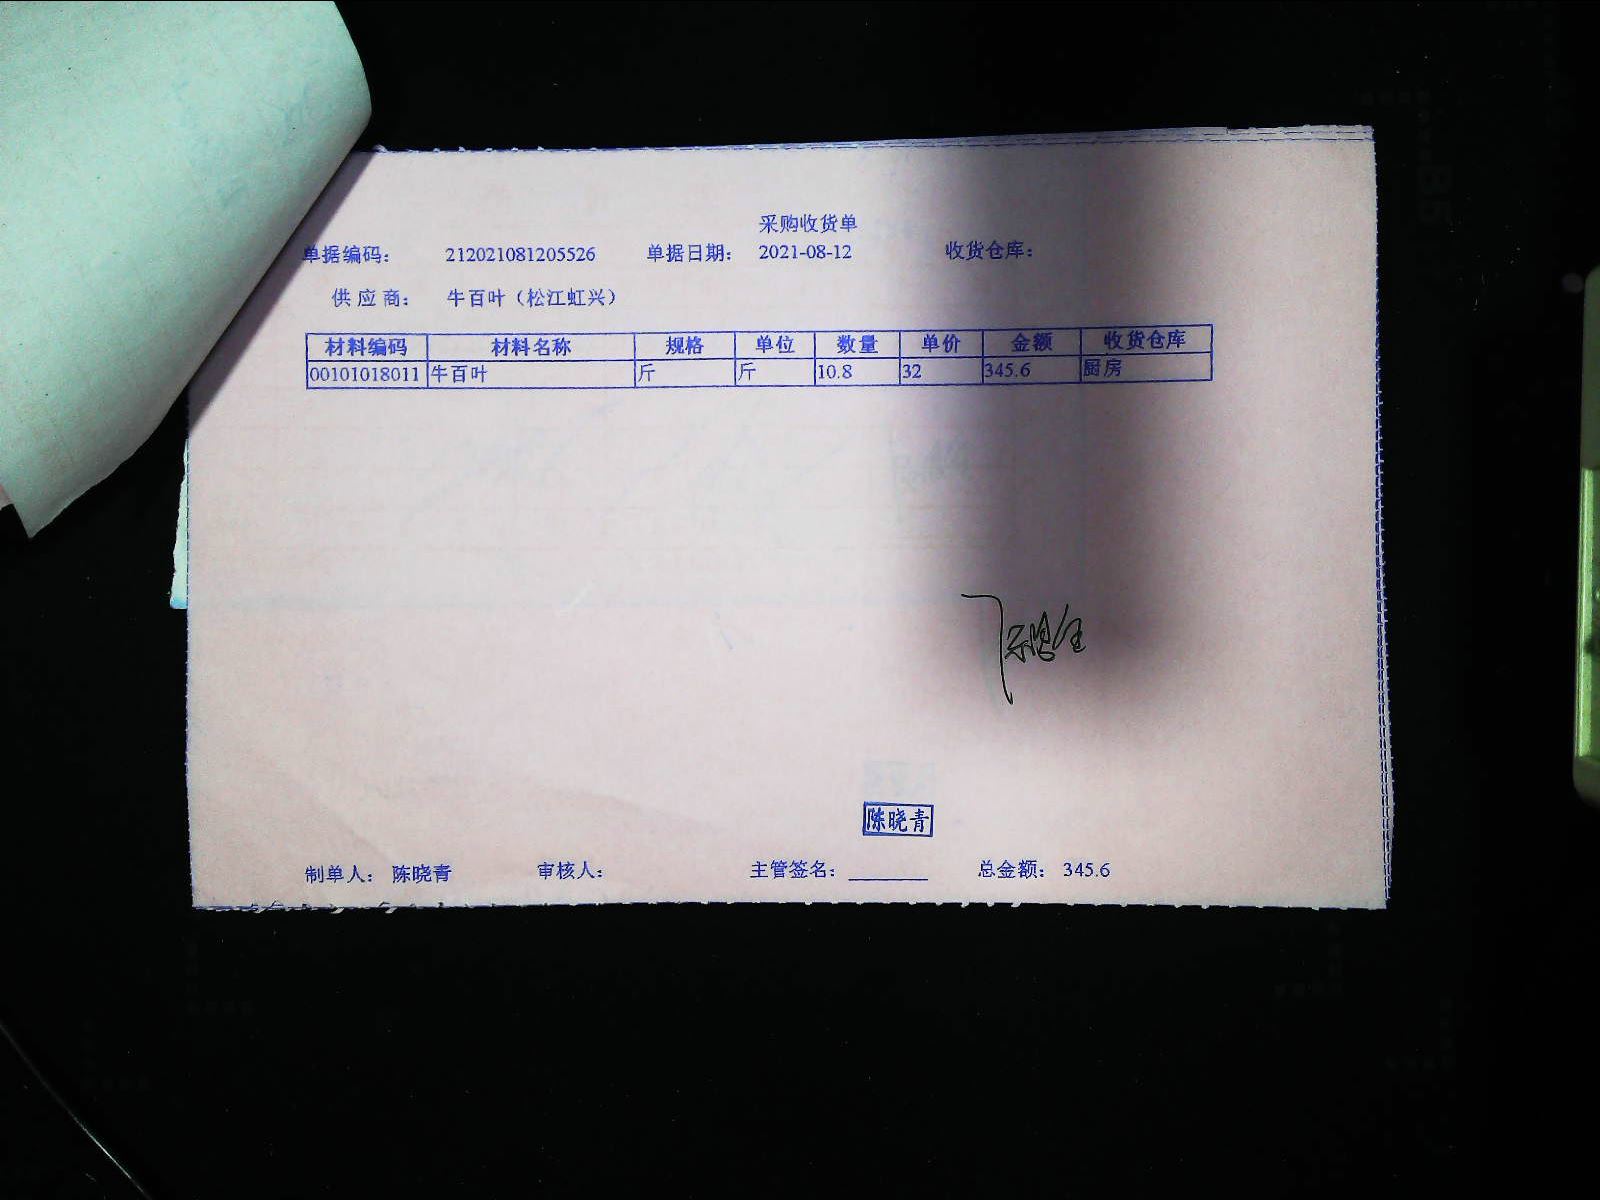 采购收货单
单据编码： 212021081205526 单据日期： 2021-08-12 收货仓库：
供应商： 牛百叶（松江虹兴）
材料编码 材料名称 规格 单位 数量 单价 金额 收货仓库
00101018011 牛百叶 斤 斤 10.8 32 345.6 厨房
陈晓青
制单人： 陈晓青 审核人： 主管签名：________ 总金额： 345.6